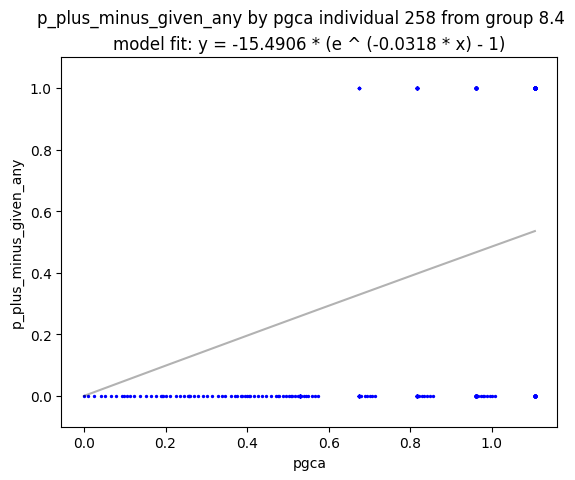 p_plus_minus_given_any by pgca individual 258 from group 8.4
model fit: y = -15.4906 * (e ^ (-0.0318 * x) - 1)
1.0
0.8
0.6
0.4
0.2
0.0
p_plus_minus_given_any
0.0 0.2 0.4 0.6 0.8 1.0
pgca